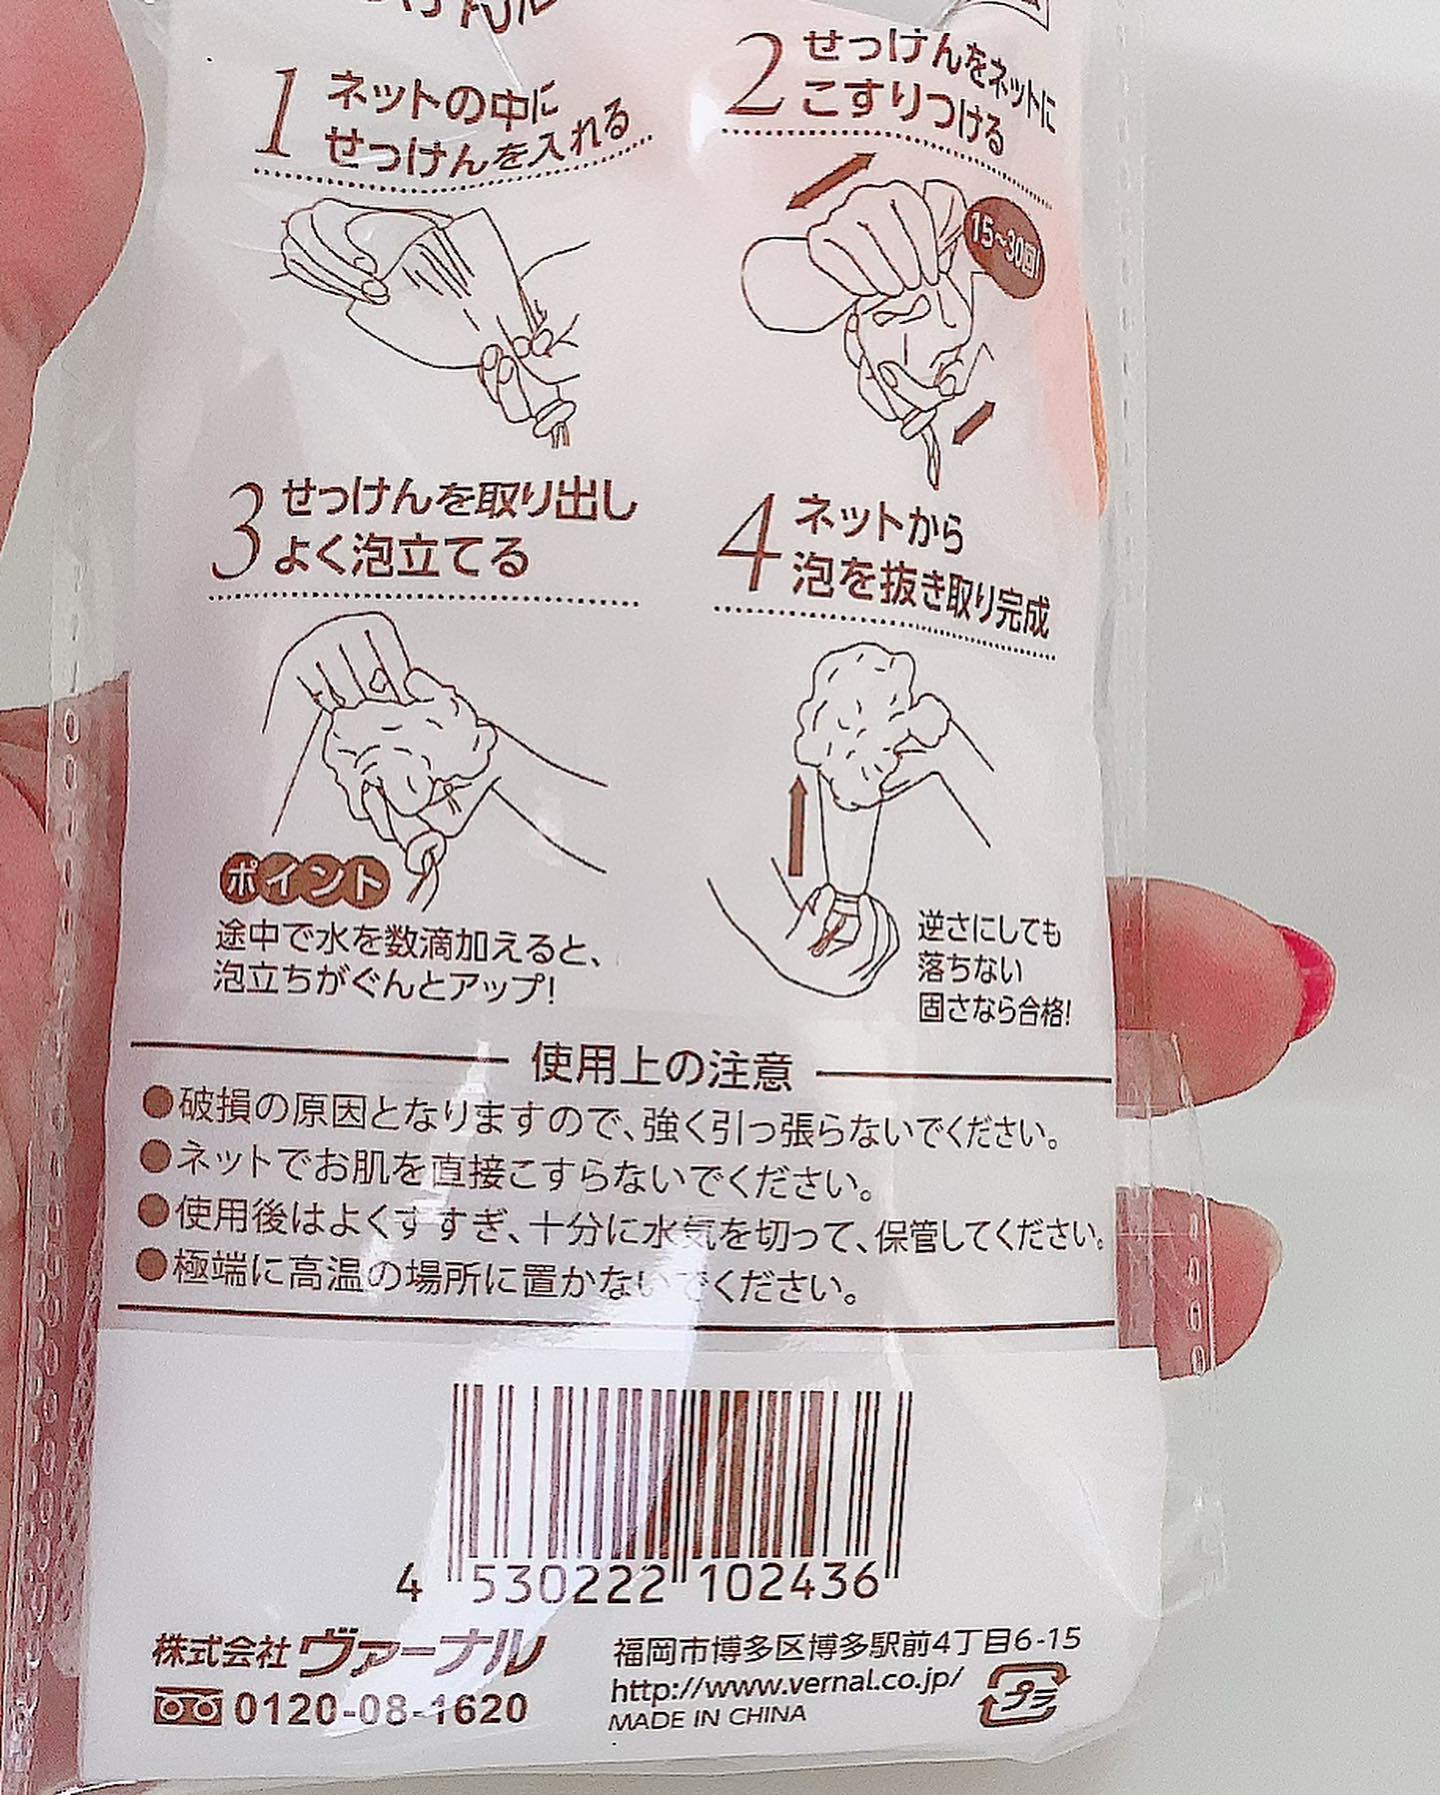 1 ネットの中に
せっけんを入れる
2 せっけんをネットに
こすりつける
15~30回!
3 せっけんを取り出し
よく泡立てる
4 ネットから
泡を抜き取り完成
ポイント
途中で水を数滴加えると、
泡立ちがぐんとアップ!
逆さにしても
落ちない
固さなら合格!
使用上の注意
●破損の原因となりますので、強く引っ張らないでください。
●ネットでお肌を直接こすらないでください。
●使用後はよくすすぎ、十分に水気を切って、保管してください。
●極端に高温の場所に置かないでください。
4 530222 102436
株式会社ヴァーナル
0120-08-1620
福岡市博多区博多駅前4丁目6-15
http://www.vernal.co.jp/
MADE IN CHINA
プラ